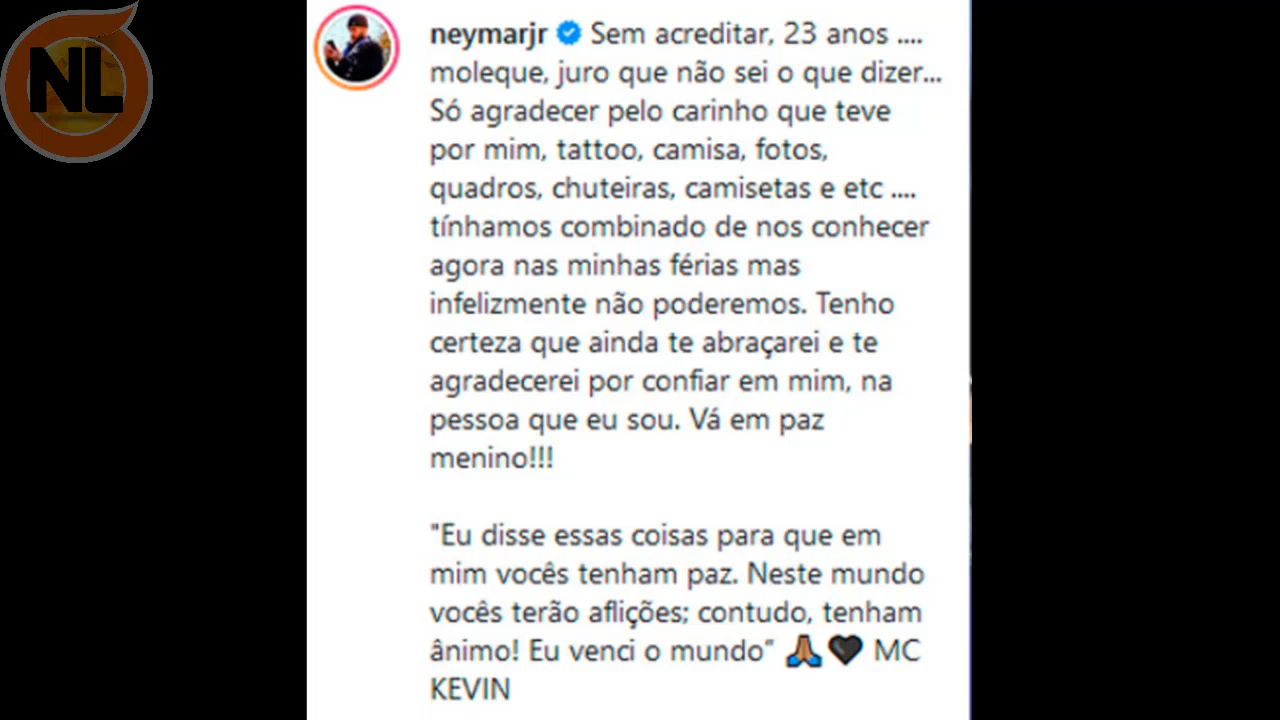 NL
neymarjr Sem acreditar, 23 anos ....
moleque, juro que não sei o que dizer...
Só agradecer pelo carinho que teve
por mim, tattoo, camisa, fotos,
quadros, chuteiras, camisetas e etc ....
tínhamos combinado de nos conhecer
agora nas minhas férias mas
infelizmente não poderemos. Tenho
certeza que ainda te abraçarei e te
agradecerei por confiar em mim, na
pessoa que eu sou. Vá em paz
menino!!!
"Eu disse essas coisas para que em
mim vocês tenham paz. Neste mundo
vocês terão aflições; contudo, tenham
ânimo! Eu venci o mundo” 🙏🏽🖤 MC
KEVIN